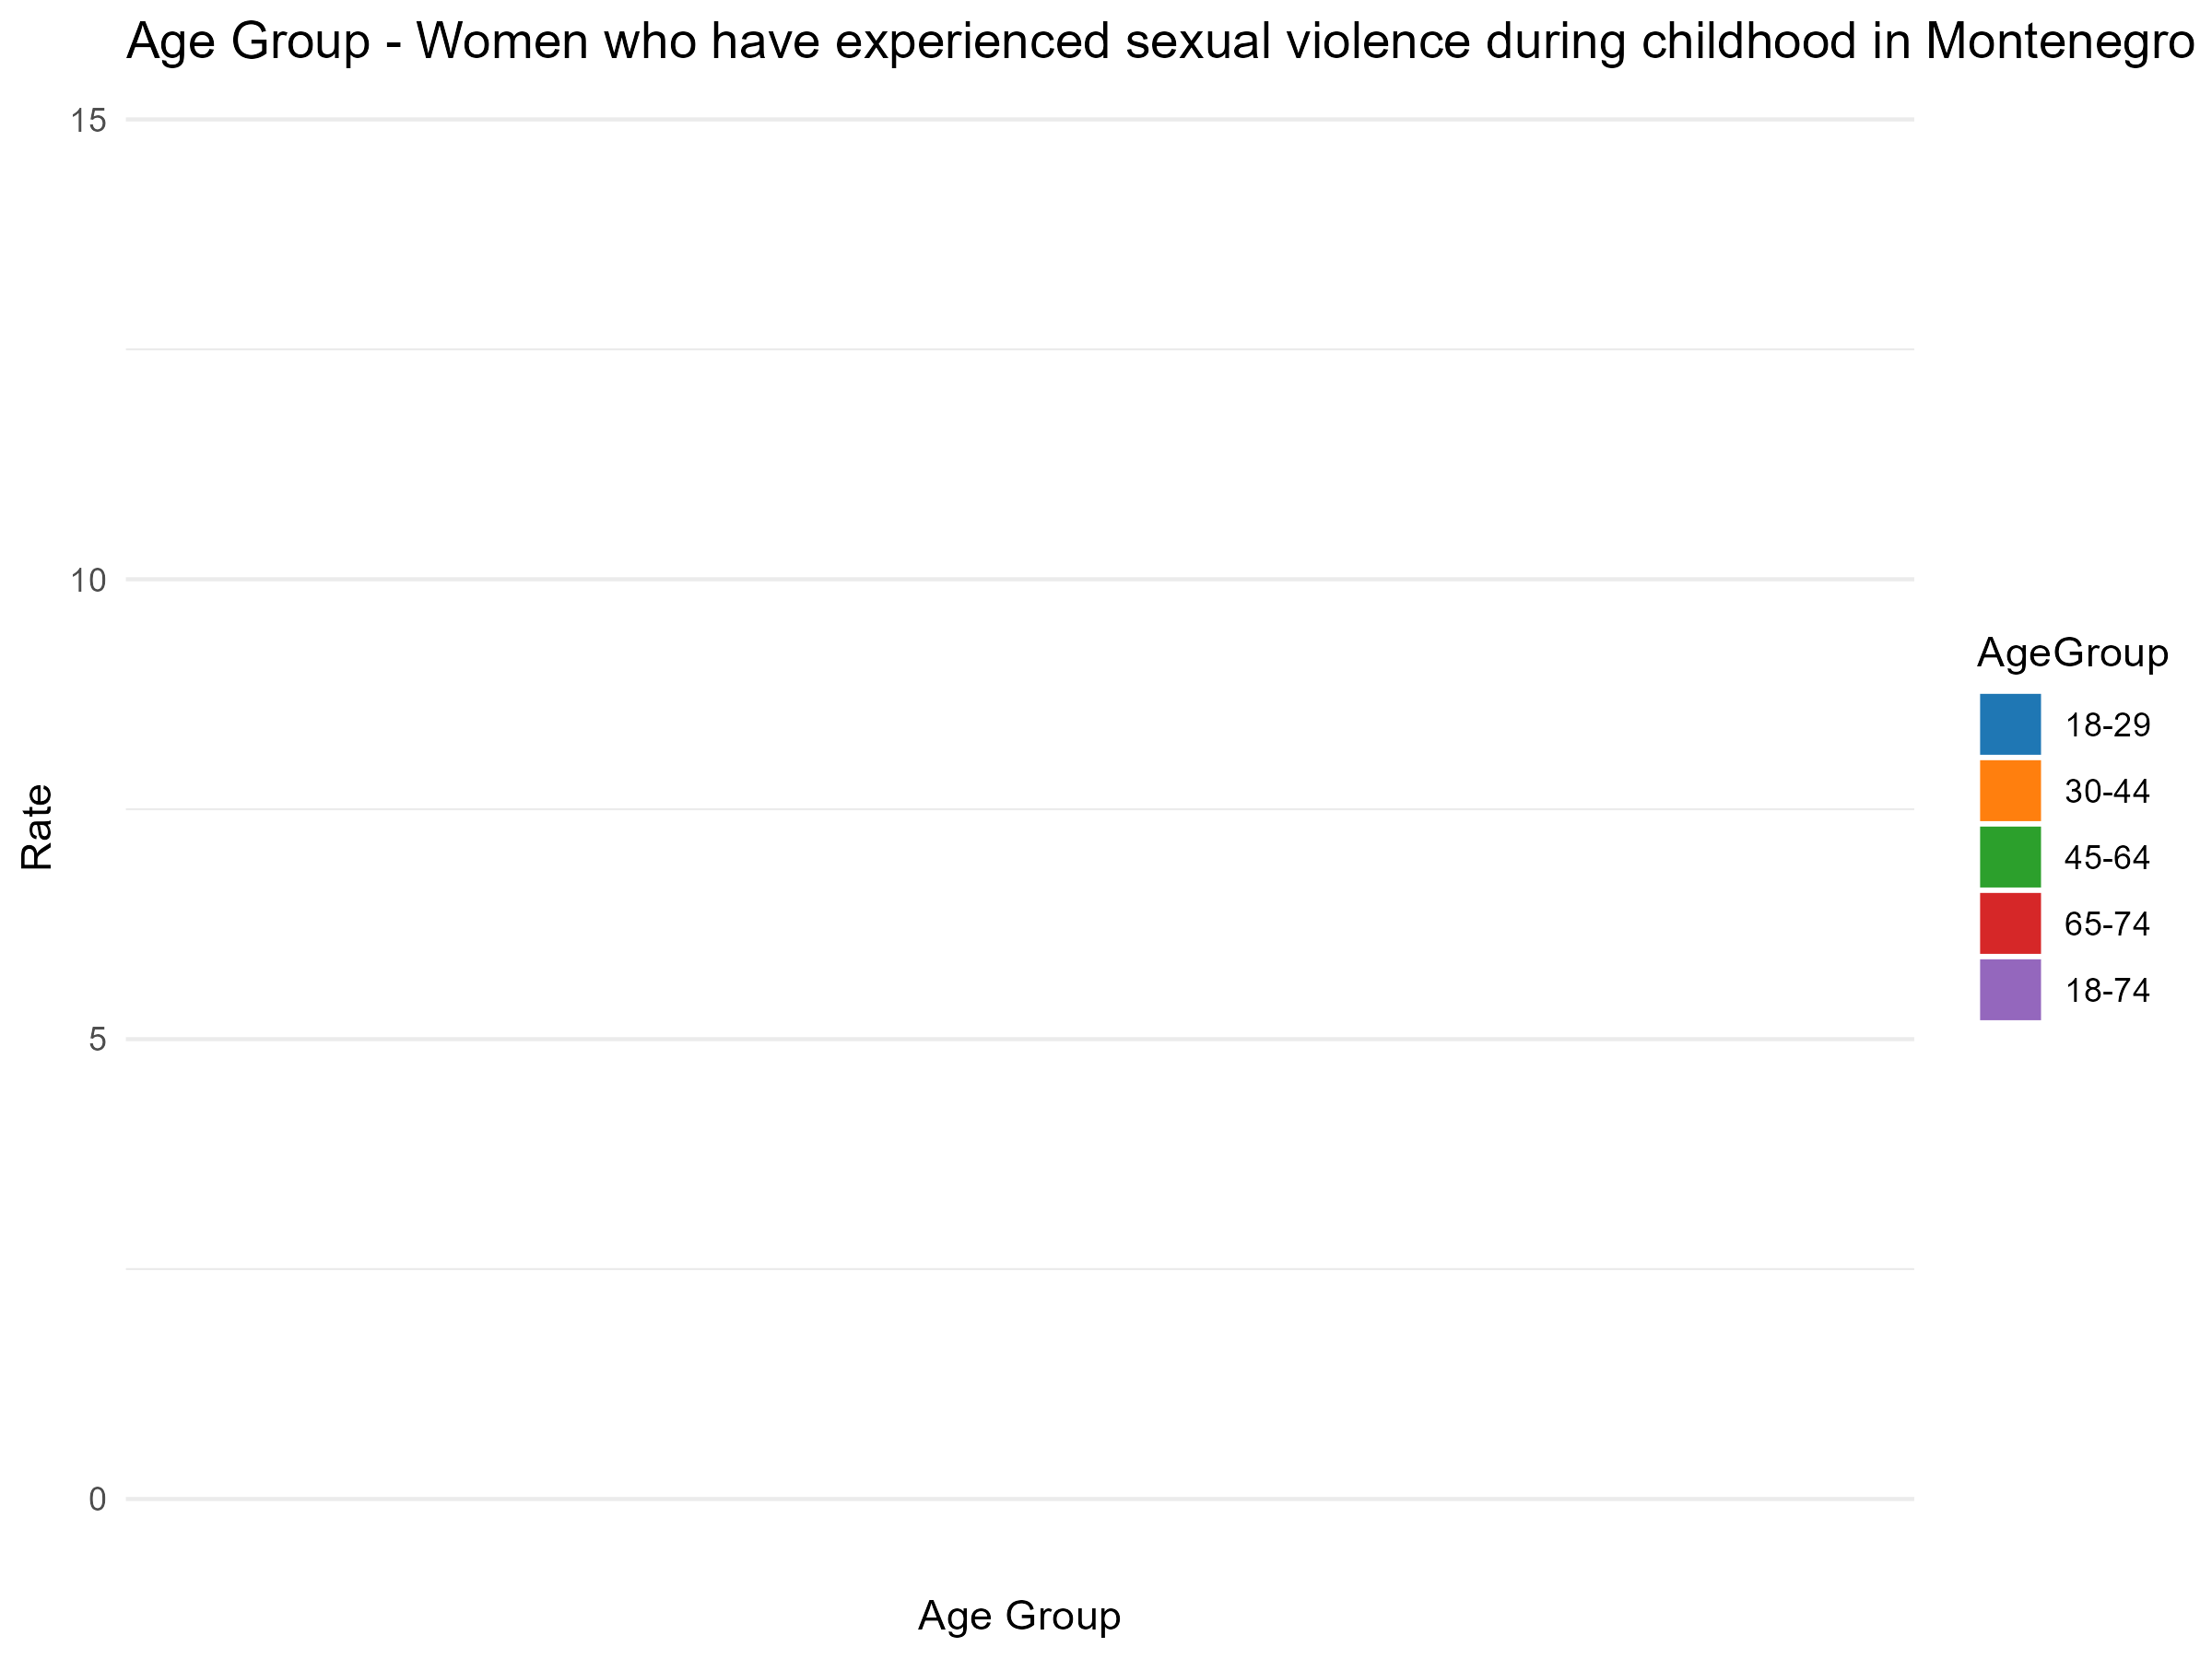 Age Group - Women who have experienced sexual violence during childhood in Montenegro
15
10
5
0
Rate
Age Group
AgeGroup
18-29
30-44
45-64
65-74
18-74